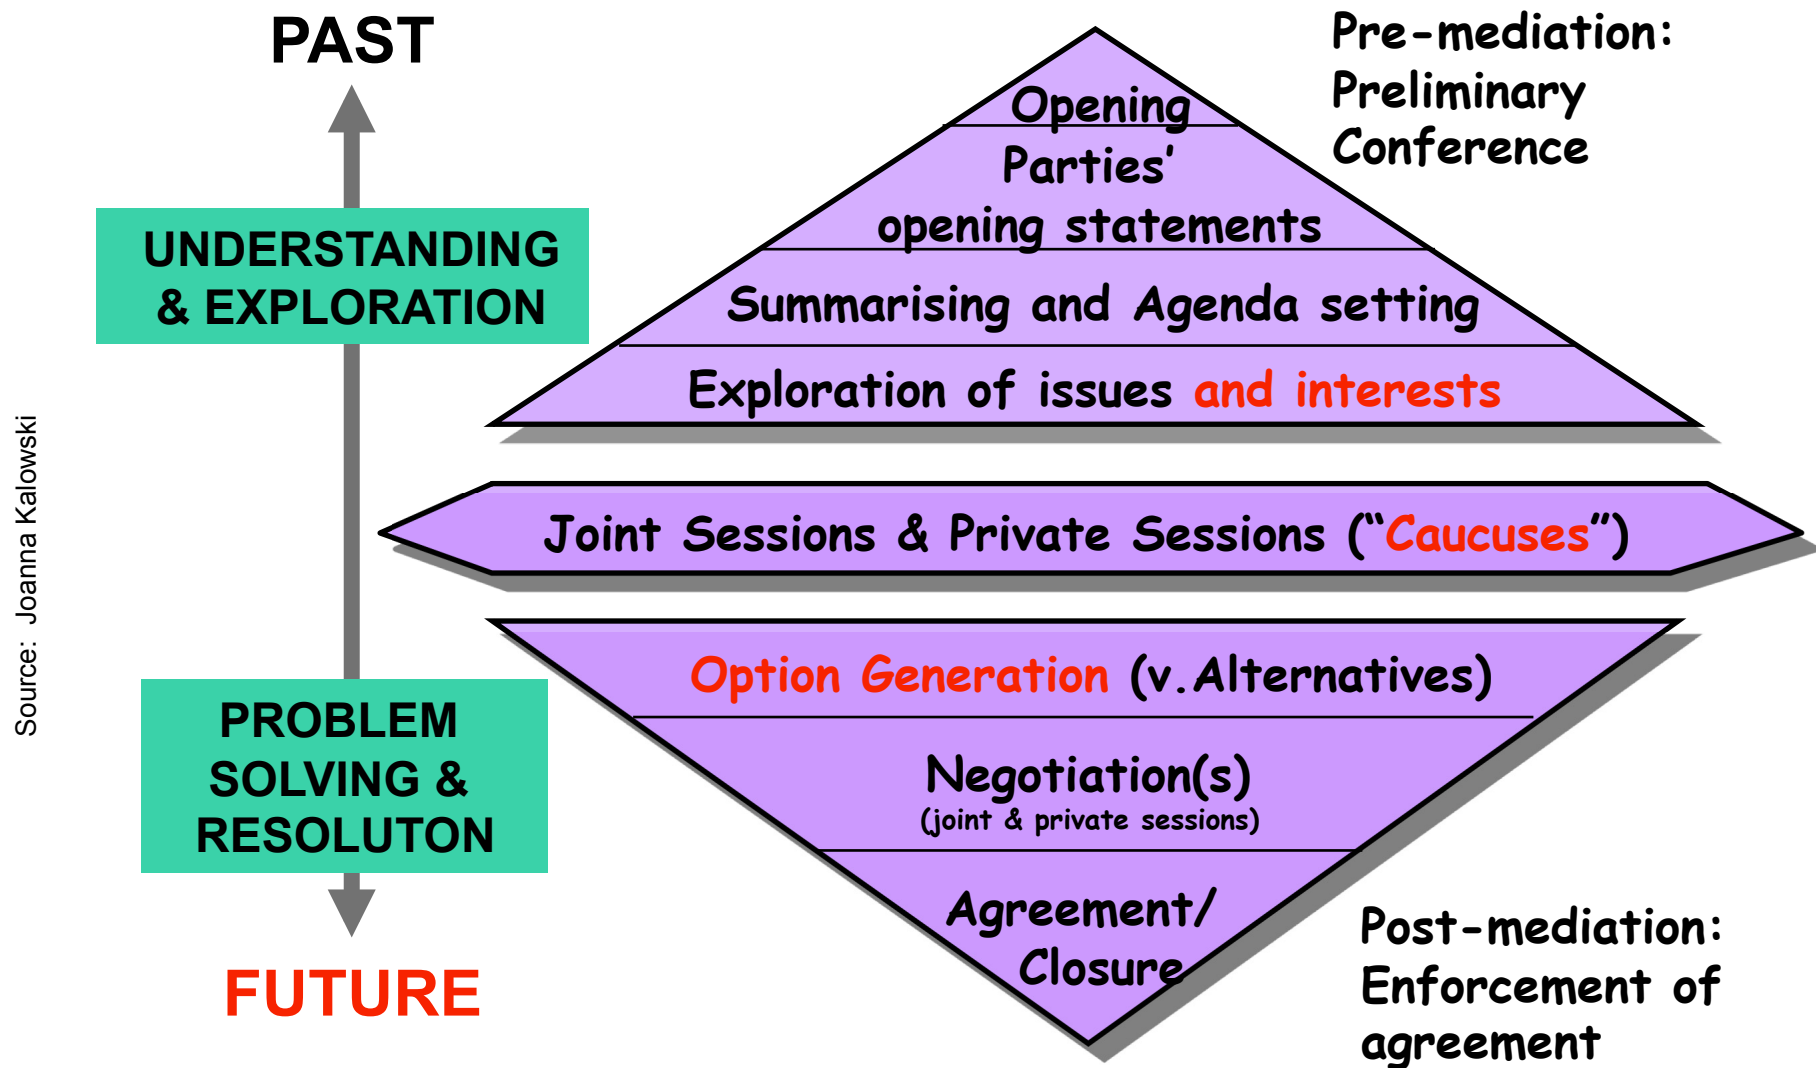 PAST
Pre-mediation:
Preliminary
Conference
Opening
Parties’
opening statements
UNDERSTANDING
& EXPLORATION
Summarising and Agenda setting
Exploration of issues and interests
Source: Joanna Kalowski
Joint Sessions & Private Sessions (“Caucuses”)
Option Generation (v.Alternatives)
PROBLEM
SOLVING &
RESOLUTON
Negotiation(s)
(joint & private sessions)
Agreement/
Closure
FUTURE
Post-mediation:
Enforcement of
agreement